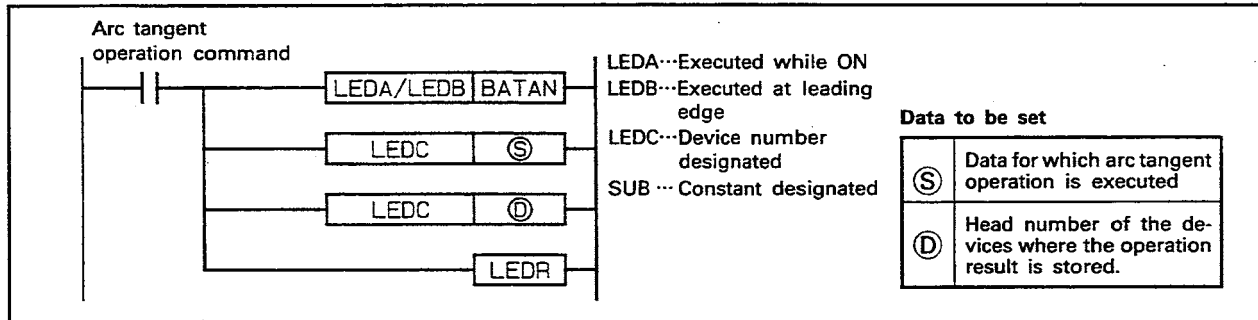 Arc tangent
operation command
LEDA/LEDB BATAN
LEDC Ⓢ
LEDC Ⓓ
LEDR
LEDA···Executed while ON
LEDB···Executed at leading
edge
LEDC···Device number
designated
SUB ··· Constant designated
Data to be set
Ⓢ Data for which arc tangent
operation is executed
Ⓓ Head number of the de-
vices where the operation
result is stored.